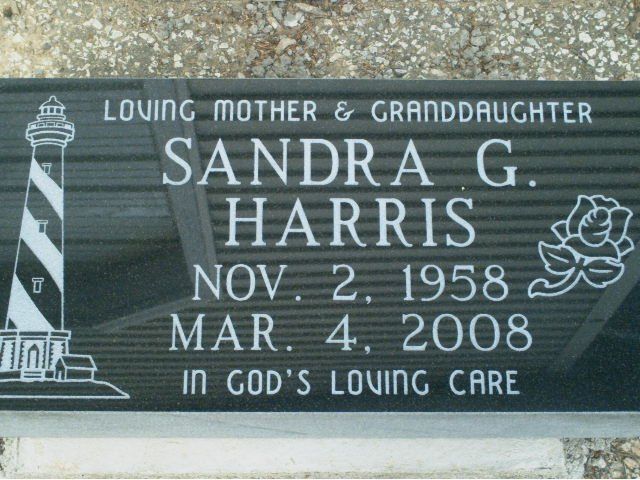 LOVING MOTHER & GRANDDAUGHTER
SANDRA G.
HARRIS
NOV. 2, 1958
MAR. 4, 2008
IN GOD'S LOVING CARE